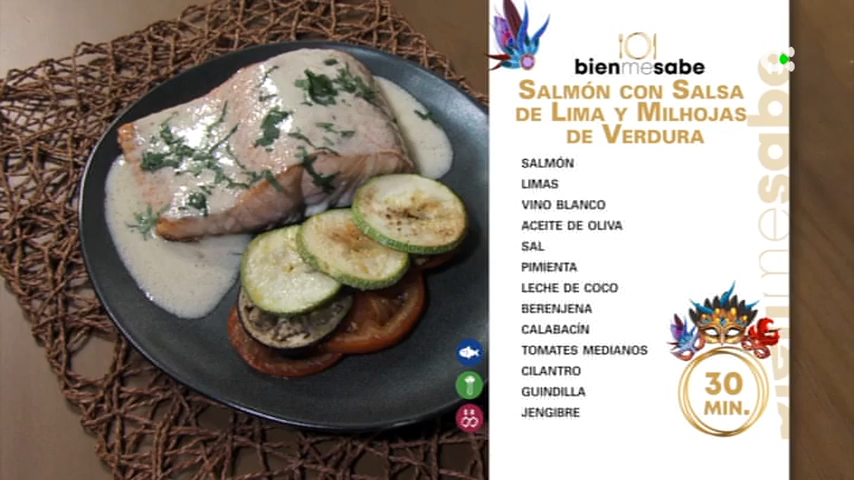 bienmesabe
SALMÓN CON SALSA
DE LIMA Y MILHOJAS
DE VERDURA
SALMÓN
LIMAS
VINO BLANCO
ACEITE DE OLIVA
SAL
PIMIENTA
LECHE DE COCO
BERENJENA
CALABACÍN
TOMATES MEDIANOS
CILANTRO
GUINDILLA
JENGIBRE
30
MIN.